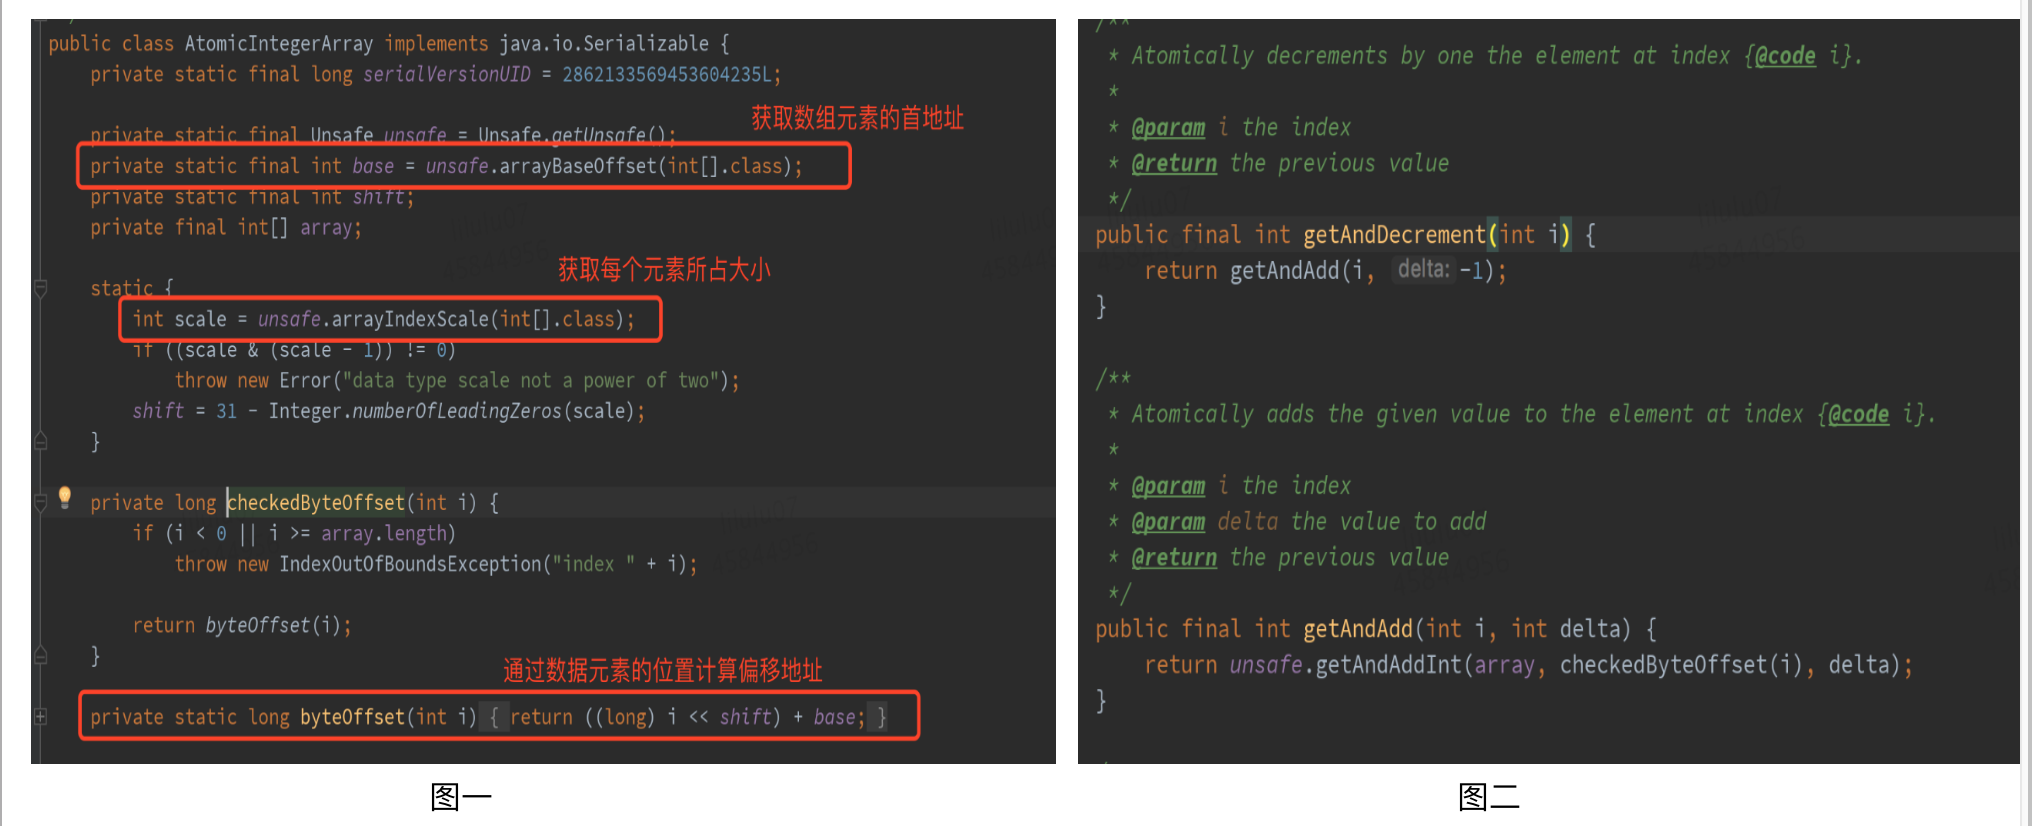 public class AtomicIntegerArray implements java.io.Serializable {
private static final long serialVersionUID = 2862133569453604235L;
获取数组元素的首地址
private static final Unsafe unsafe = Unsafe.getUnsafe();
private static final int base = unsafe.arrayBaseOffset(int[].class);
private static final int shift;
private final int[] array;
获取每个元素所占大小
static {
int scale = unsafe.arrayIndexScale(int[].class);
if ((scale & (scale - 1)) != 0)
throw new Error("data type scale not a power of two");
shift = 31 - Integer.numberOfLeadingZeros(scale);
}
private long checkedByteOffset(int i) {
if (i < 0 || i >= array.length)
throw new IndexOutOfBoundsException("index " + i);
return byteOffset(i);
}
通过数据元素的位置计算偏移地址
private static long byteOffset(int i) { return ((long) i << shift) + base; }
图一
/**
* Atomically decrements by one the element at index {@code i}.
*
* @param i the index
* @return the previous value
*/
public final int getAndDecrement(int i) {
return getAndAdd(i, delta: -1);
}
/**
* Atomically adds the given value to the element at index {@code i}.
*
* @param i the index
* @param delta the value to add
* @return the previous value
*/
public final int getAndAdd(int i, int delta) {
return unsafe.getAndAddInt(array, checkedByteOffset(i), delta);
}
图二